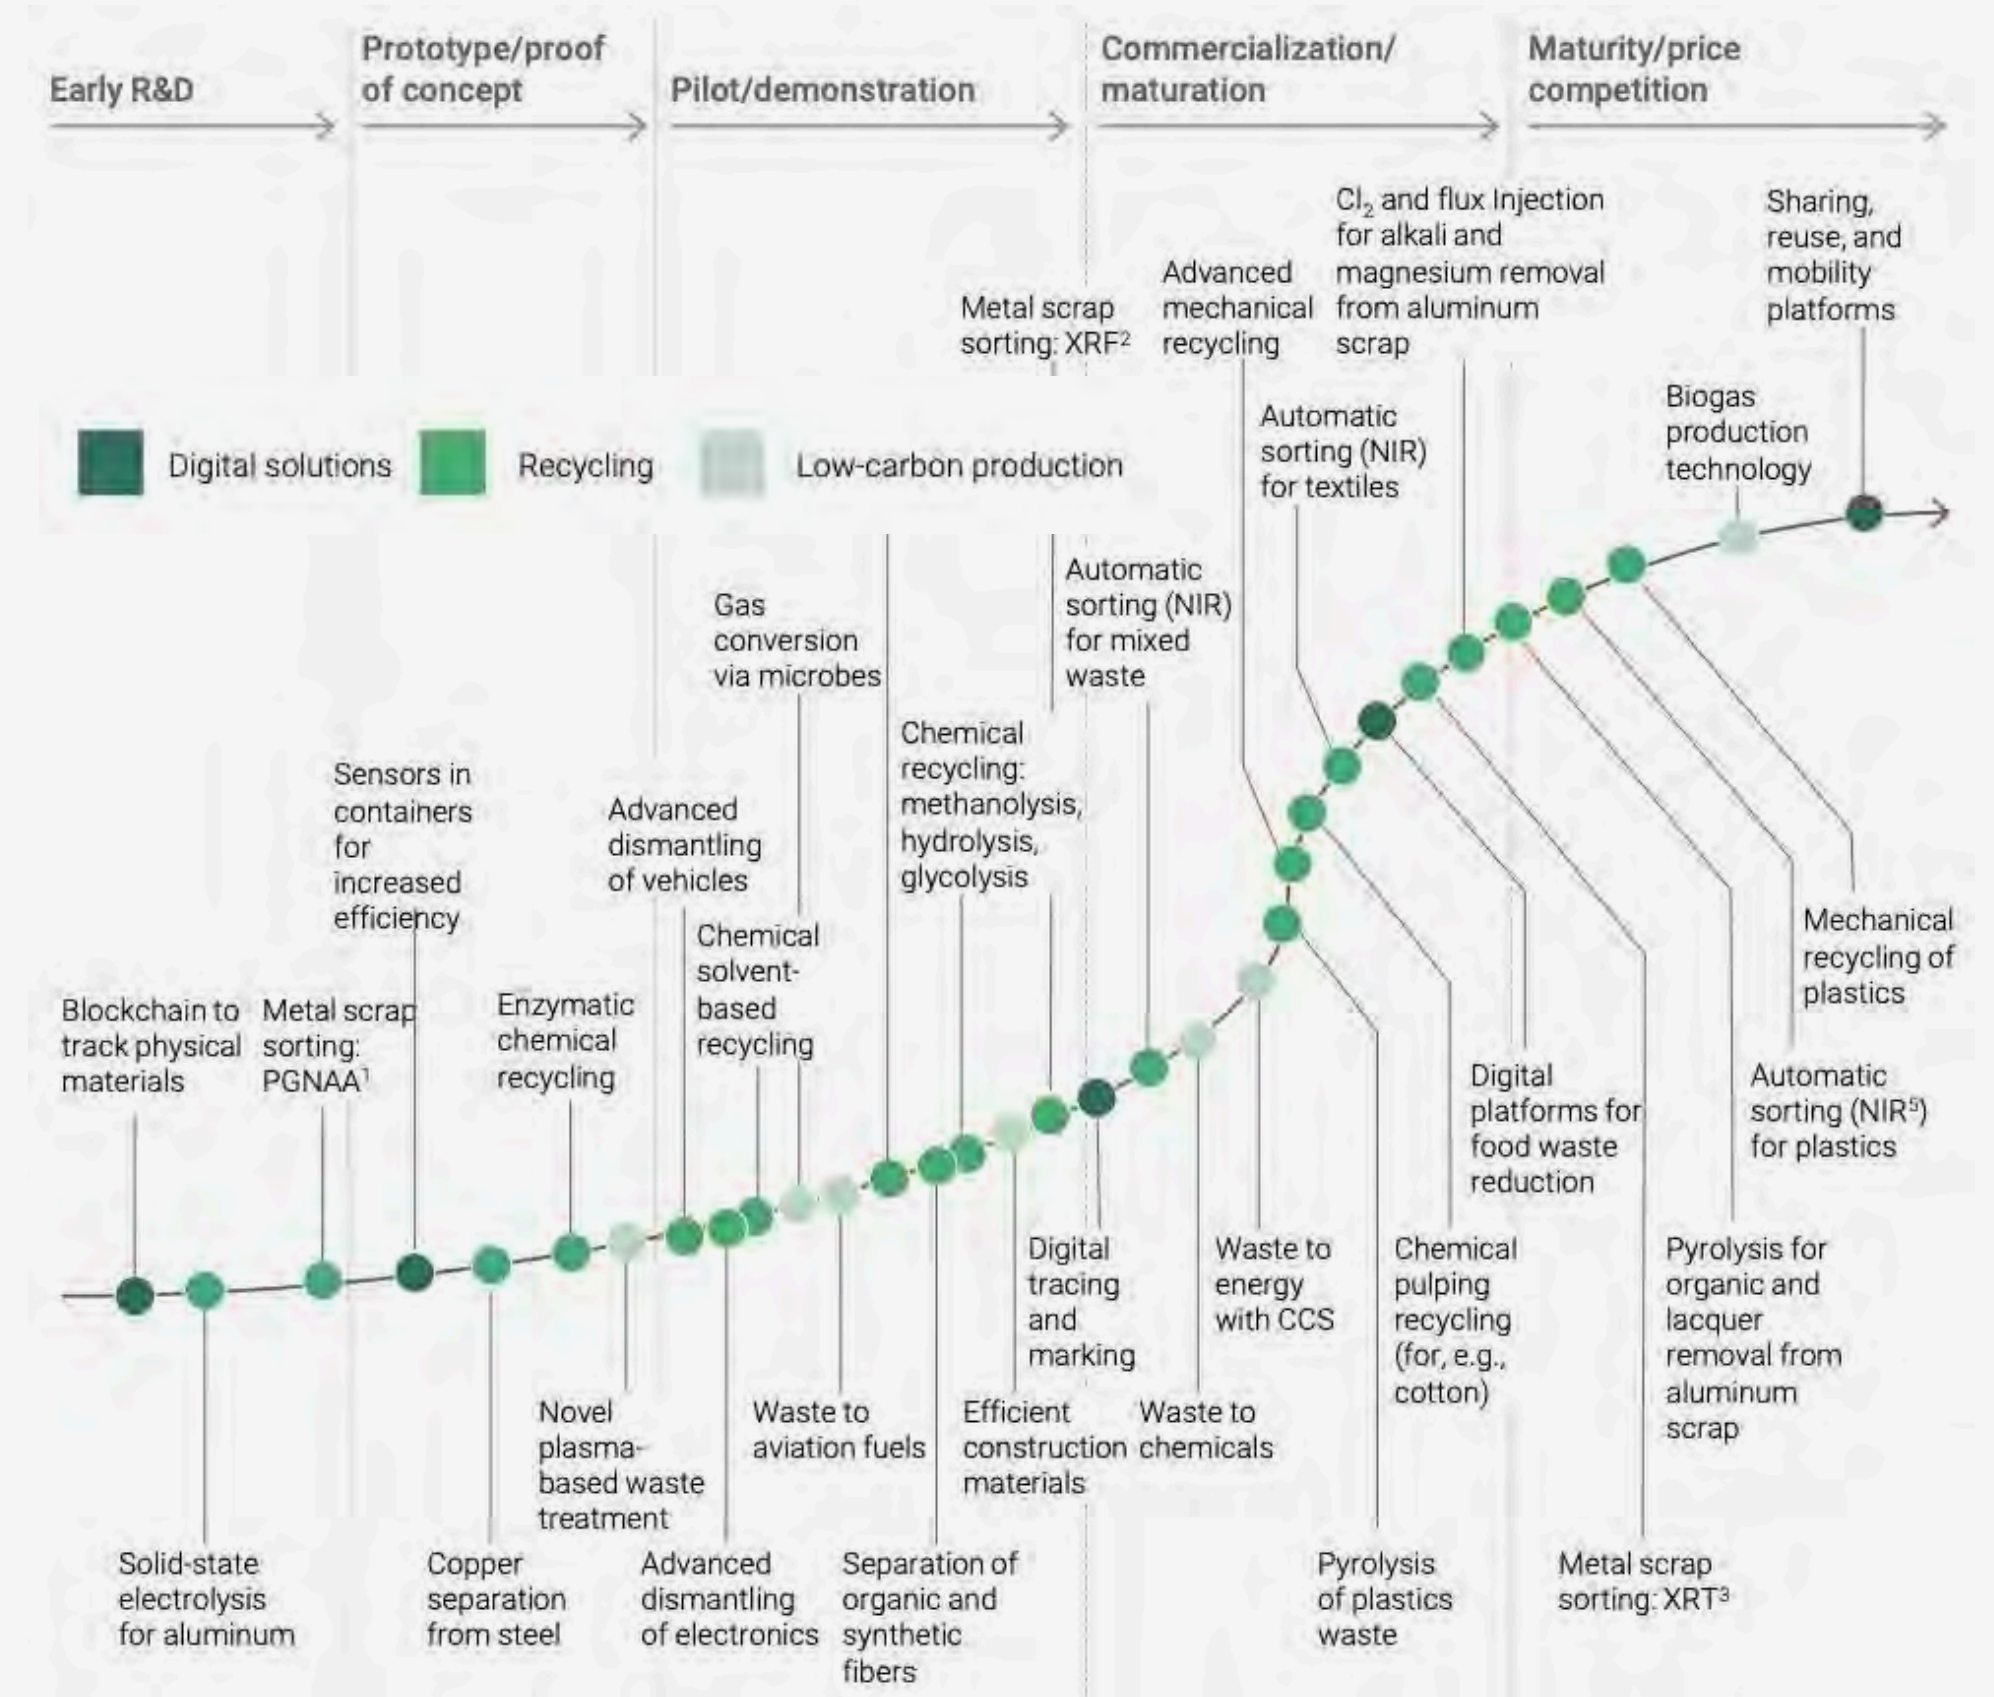 Early R&D
Prototype/proof
of concept
Pilot/demonstration
Commercialization/
maturation
Maturity/price
competition
Cl₂ and flux Injection
for alkali and
magnesium removal
from aluminum
scrap
Sharing,
reuse, and
mobility
platforms
Advanced
mechanical
recycling
Metal scrap
sorting: XRF²
Biogas
production
technology
Automatic
sorting (NIR)
for textiles
Digital solutions
Recycling
Low-carbon production
Automatic
sorting (NIR)
for mixed
waste
Gas
conversion
via microbes
Chemical
recycling:
methanolysis,
hydrolysis,
glycolysis
Sensors in
containers
for
increased
efficiency
Advanced
dismantling
of vehicles
Chemical
solvent-
based
recycling
Mechanical
recycling of
plastics
Blockchain to
track physical
materials
Metal scrap
sorting:
PGNAA¹
Enzymatic
chemical
recycling
Digital
platforms for
food waste
reduction
Automatic
sorting (NIR⁵)
for plastics
Digital
tracing
and
marking
Waste to
energy
with CCS
Chemical
pulping
recycling
(for, e.g.,
cotton)
Pyrolysis for
organic and
lacquer
removal from
aluminum
scrap
Novel
plasma-
based waste
treatment
Waste to
aviation fuels
Efficient
construction
materials
Waste to
chemicals
Solid-state
electrolysis
for aluminum
Copper
separation
from steel
Advanced
dismantling
of electronics
Separation of
organic and
synthetic
fibers
Pyrolysis
of plastics
waste
Metal scrap
sorting: XRT³